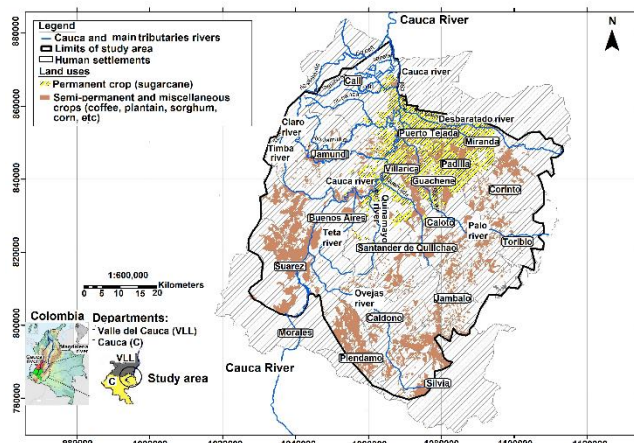 Cauca River
N
Legend
Cauca and main tributaries rivers
Limits of study area
Human settlements
Land uses
Permanent crop (sugarcane)
Semi-permanent and miscellaneous
crops (coffee, plantain, sorghum,
corn, etc)
880000
860000
840000
820000
800000
780000
Cauca river
Cali
Claro
river
Timba
river
Desbaratado river
Puerto Tejada
Miranda
Jamundi
Padilla
Villarica
Guachene
Cauca river
Corinto
Buenos Aires
Quinamayo
river
Caloto
Palo
river
Teta
river
Toribio
Santander de Quilichao
Suarez
1:600,000
Kilometers
0 5 10 20
Ovejas
river
Jambalo
Caldono
Morales
Piendamo
Silvia
Cauca River
Colombia
Departments:
Valle del Cauca (VLL)
Cauca (C)
VLL
C
Study area